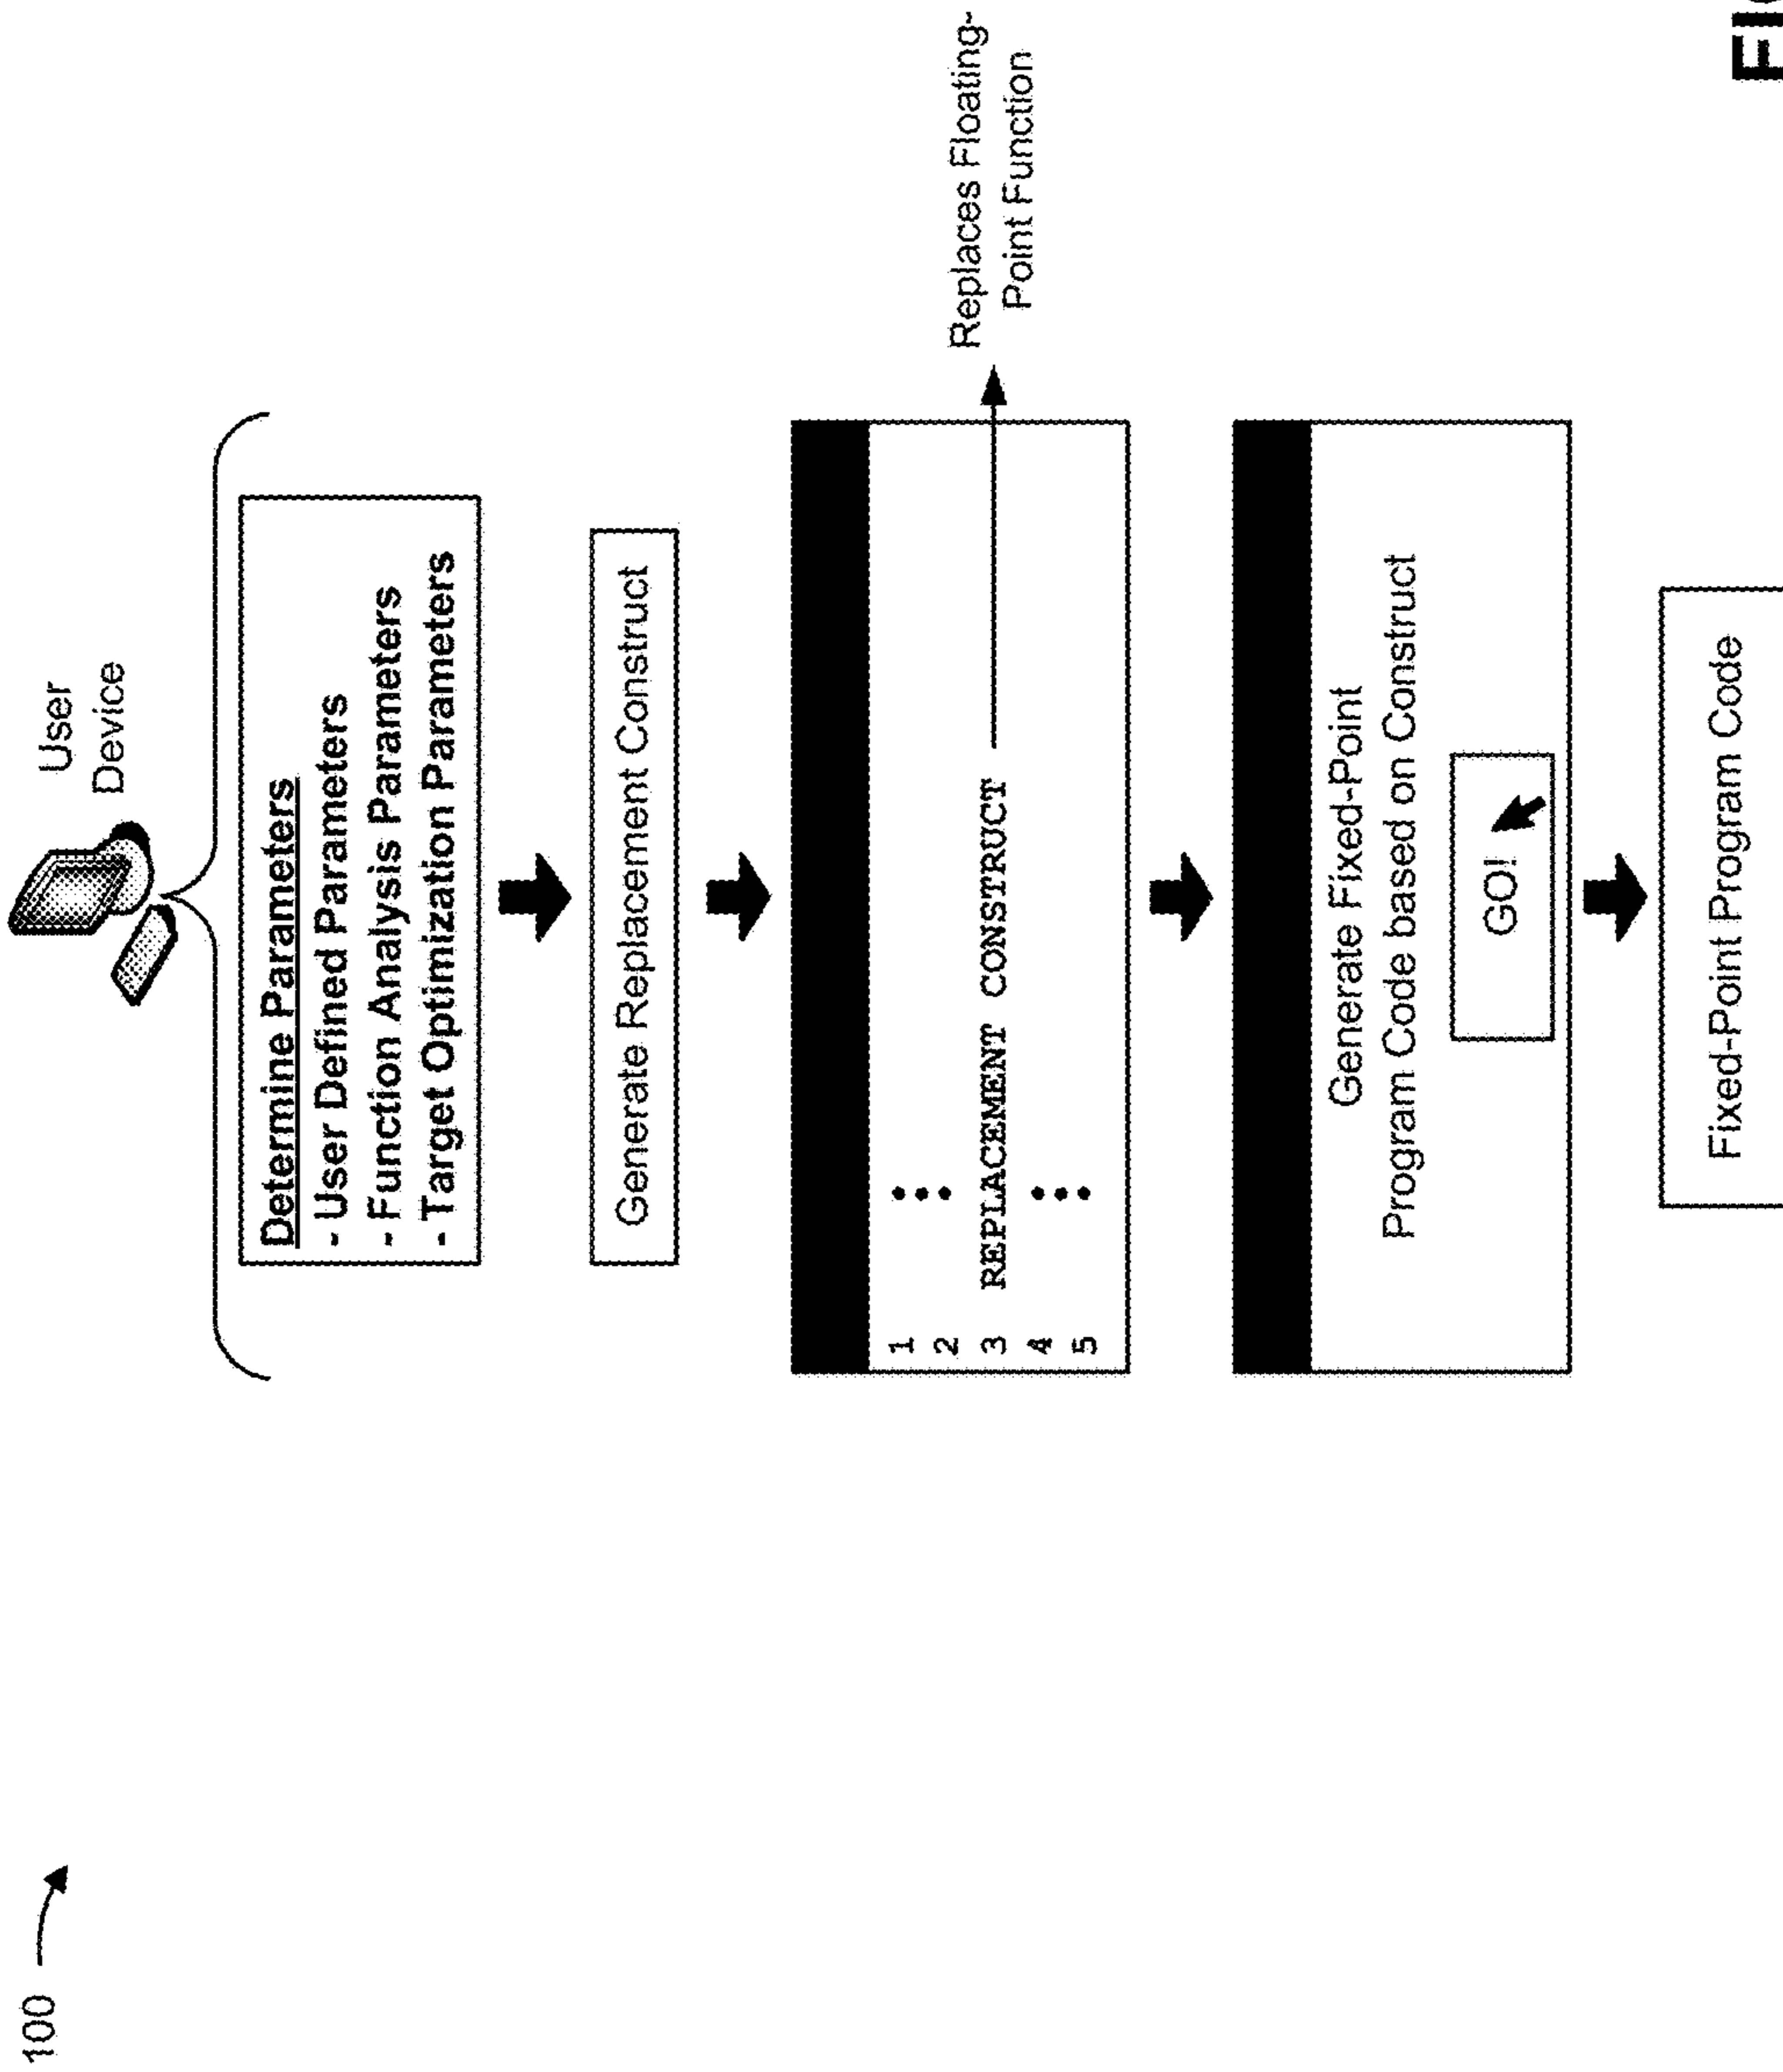 100
User
Device
Determine Parameters
- User Defined Parameters
- Function Analysis Parameters
- Target Optimization Parameters
Generate Replacement Construct
1
2
3 REPLACEMENT CONSTRUCT
4
5
Replaces Floating-
Point Function
Generate Fixed-Point
Program Code based on Construct
GO!
Fixed-Point Program Code